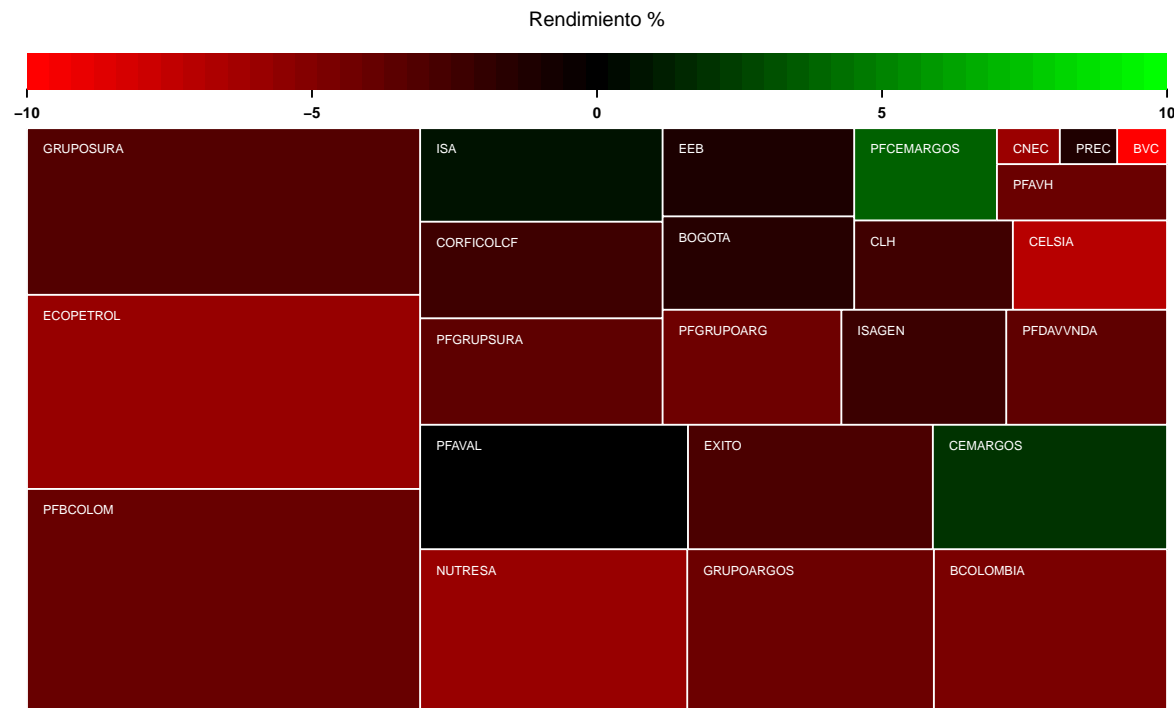 Rendimiento %
−10 −5 0 5 10
GRUPOSURA ISA EEB PFCEMARGOS CNEC PREC BVC
PFAVH
CORFICOLCF BOGOTA CLH CELSIA
ECOPETROL
PFGRUPSURA PFGRUPOARG ISAGEN PFDAVVNDA
PFAVAL EXITO CEMARGOS
PFBCOLOM
NUTRESA GRUPOARGOS BCOLOMBIA